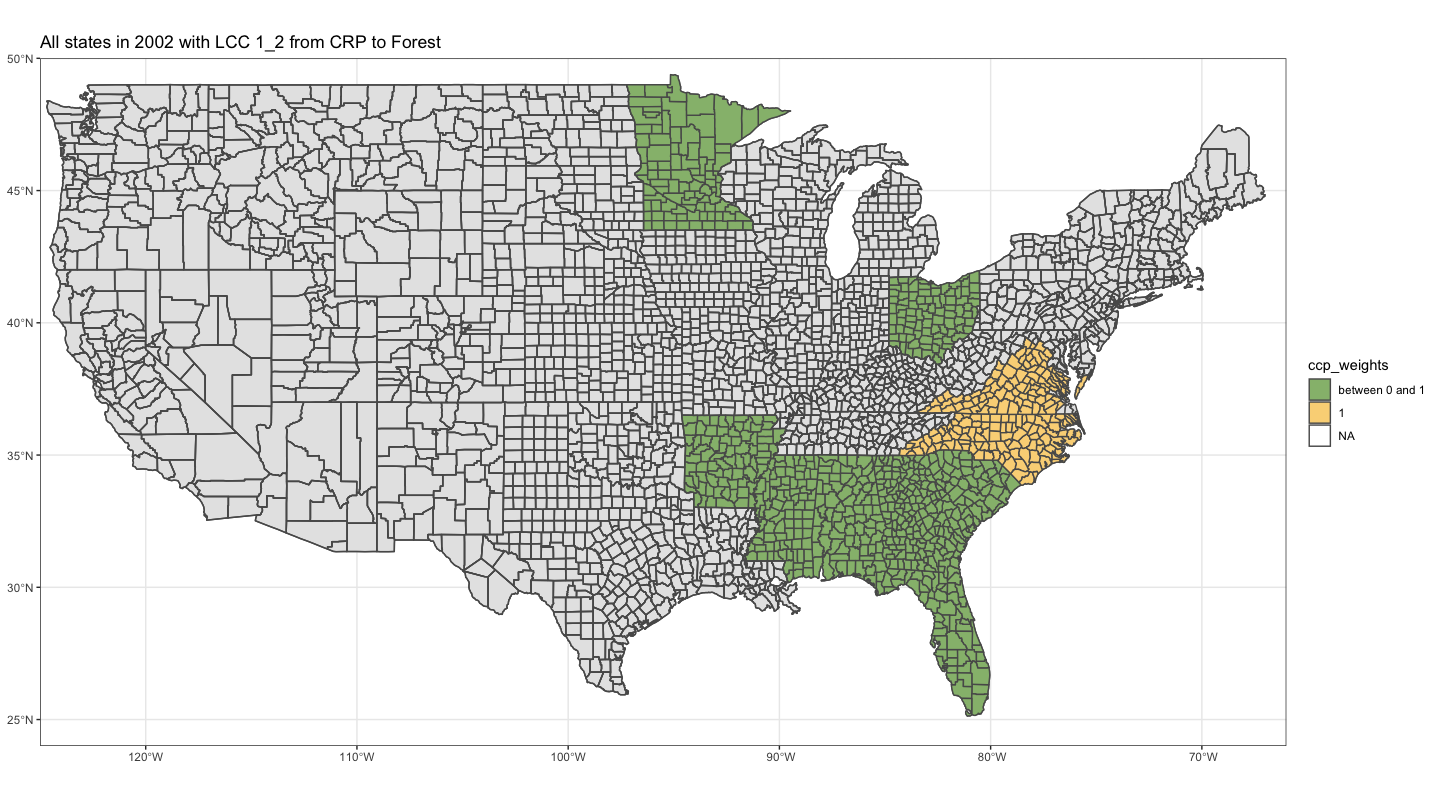 All states in 2002 with LCC 1_2 from CRP to Forest
50°N
45°N
40°N
35°N
30°N
25°N
120°W
110°W
100°W
90°W
80°W
70°W
ccp_weights
between 0 and 1
1
NA